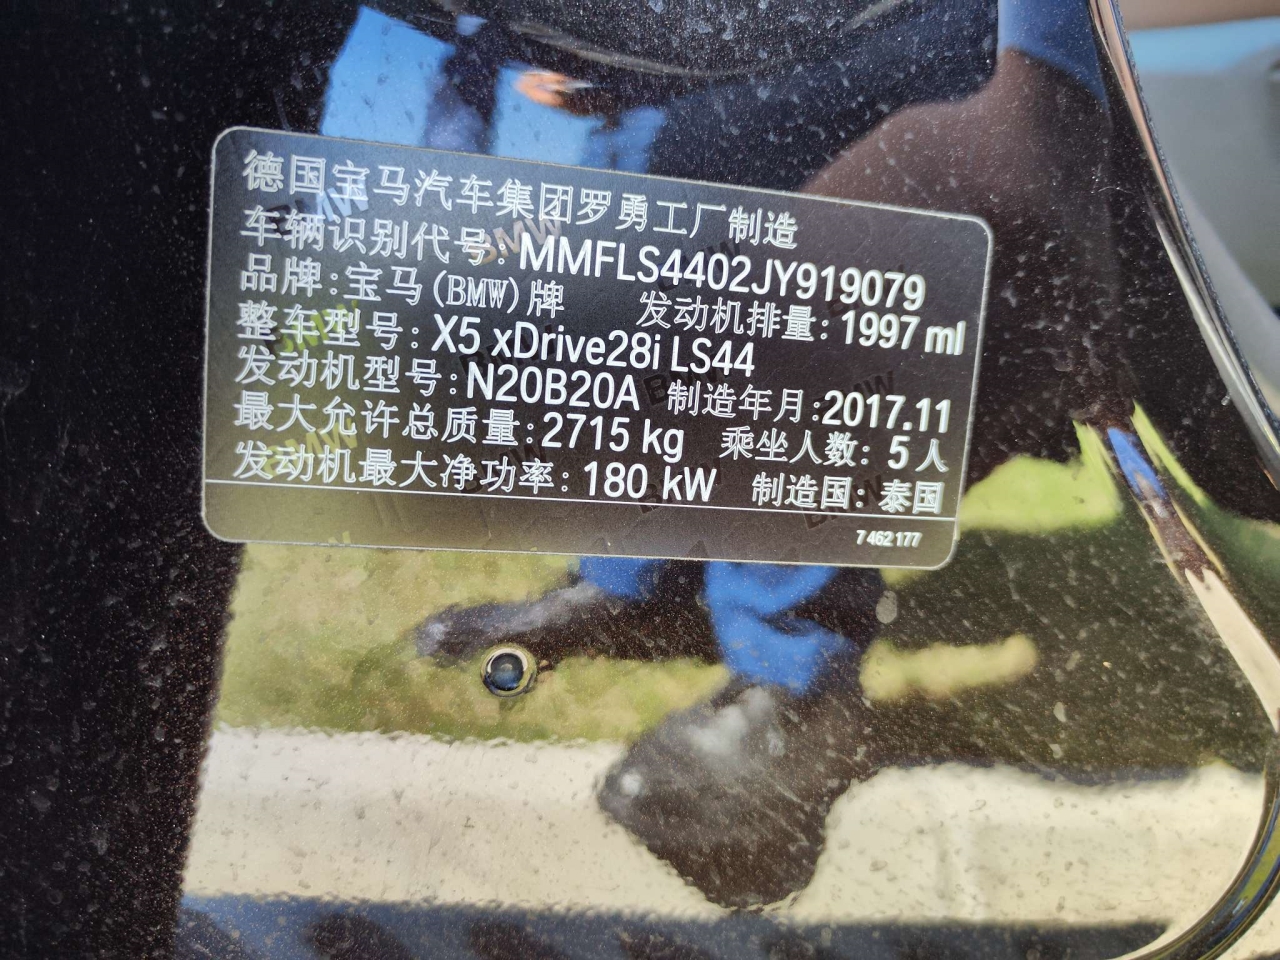 德国宝马汽车集团罗勇工厂制造
车辆识别代号: MMFLS4402JY919079
品牌: 宝马(BMW)牌 发动机排量: 1997 ml
整车型号: X5 xDrive28i LS44
发动机型号: N20B20A 制造年月: 2017.11
最大允许总质量: 2715 kg 乘坐人数: 5 人
发动机最大净功率: 180 kW 制造国: 泰国
7 462 177